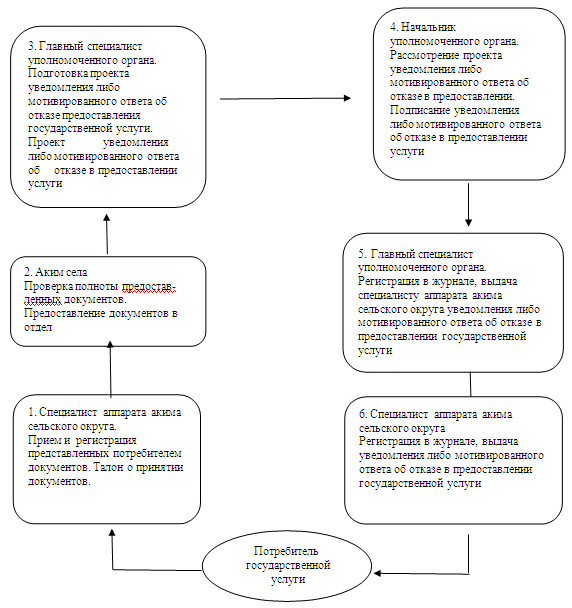 3. Главный специалист
уполномоченного органа.
Подготовка проекта
уведомления либо
мотивированного ответа об
отказе предоставления
государственной услуги.
Проект уведомления
либо мотивированного ответа
об отказе в предоставлении
услуги
4. Начальник
уполномоченного органа.
Рассмотрение проекта
уведомления либо
мотивированного ответа об
отказе в предоставлении.
Подписание уведомления
либо мотивированного ответа
об отказе в предоставлении
услуги
2. Аким села
Проверка полноты предостав-
ленных документов.
Предоставление документов в
отдел
5. Главный специалист
уполномоченного органа.
Регистрация в журнале, выдача
специалисту аппарата акима
сельского округа уведомления либо
мотивированного ответа об отказе в
предоставлении государственной
услуги
1. Специалист аппарата акима
сельского округа.
Прием и регистрация
представленных потребителем
документов. Талон о принятии
документов.
6. Специалист аппарата акима
сельского округа
Регистрация в журнале, выдача
уведомления либо мотивированного
ответа об отказе в предоставлении
государственной услуги
Потребитель
государственной
услуги